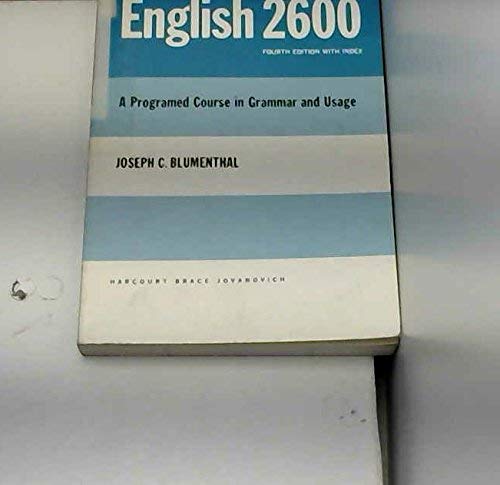 English 2600
FOURTH EDITION WITH INDEX
A Programed Course in Grammar and Usage
JOSEPH C. BLUMENTHAL
HARCOURT BRACE JOVANOVICH